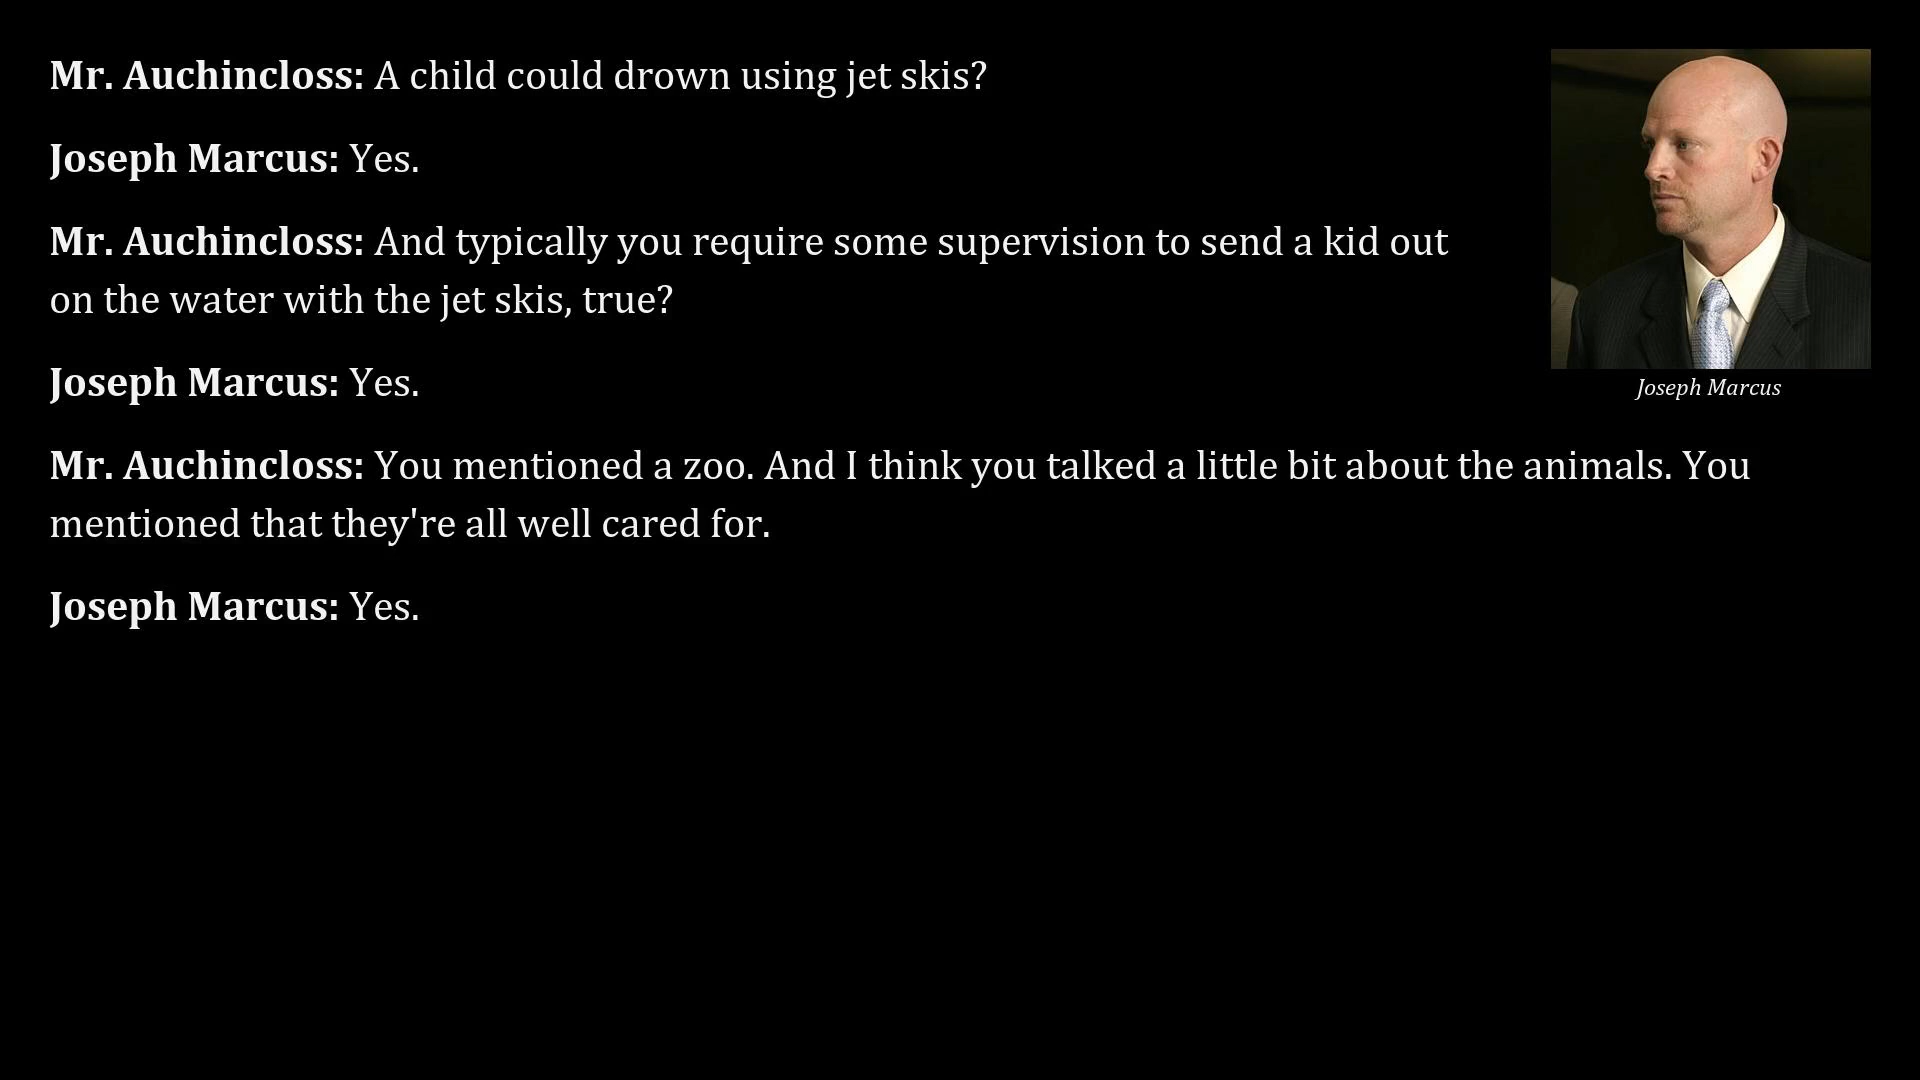 Mr. Auchincloss: A child could drown using jet skis?
Joseph Marcus: Yes.
Mr. Auchincloss: And typically you require some supervision to send a kid out
on the water with the jet skis, true?
Joseph Marcus: Yes.
Joseph Marcus
Mr. Auchincloss: You mentioned a zoo. And I think you talked a little bit about the animals. You
mentioned that they're all well cared for.
Joseph Marcus: Yes.